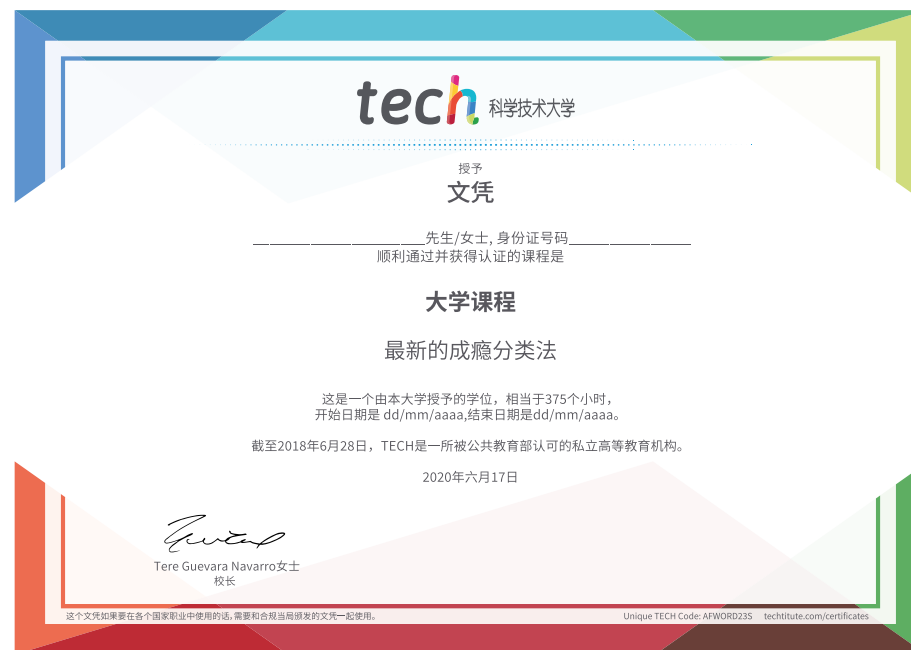 tech 科学技术大学
授予
文凭
先生/女士, 身份证号码
顺利通过并获得认证的课程是
大学课程
最新的成瘾分类法
这是一个由本大学授予的学位，相当于375个小时，
开始日期是 dd/mm/aaaa,结束日期是dd/mm/aaaa。
截至2018年6月28日，TECH是一所被公共教育部认可的私立高等教育机构。
2020年六月17日
Tere Guevara Navarro女士
校长
这个文凭如果要在各个国家职业中使用的话,需要和合规当局颁发的文凭一起使用。
Unique TECH Code: AFWORD23S techtitute.com/certificates